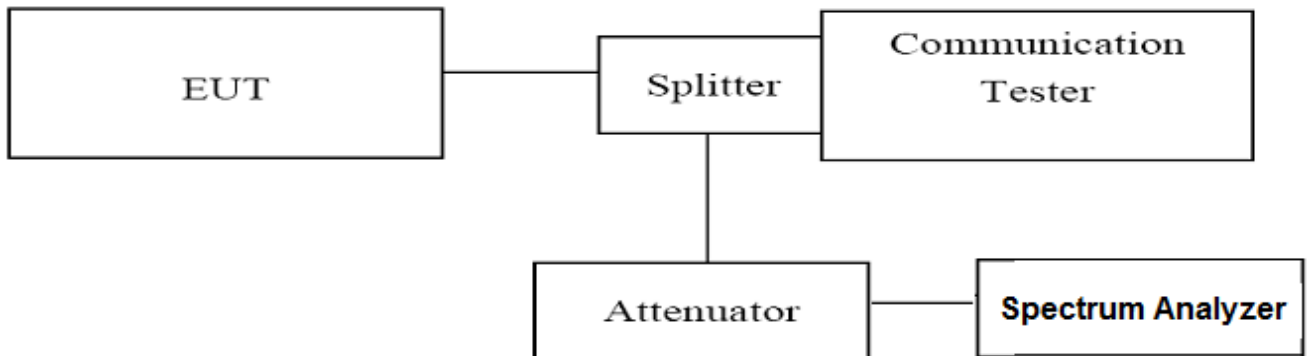 EUT
Splitter
Communication
Tester
Attenuator
Spectrum Analyzer